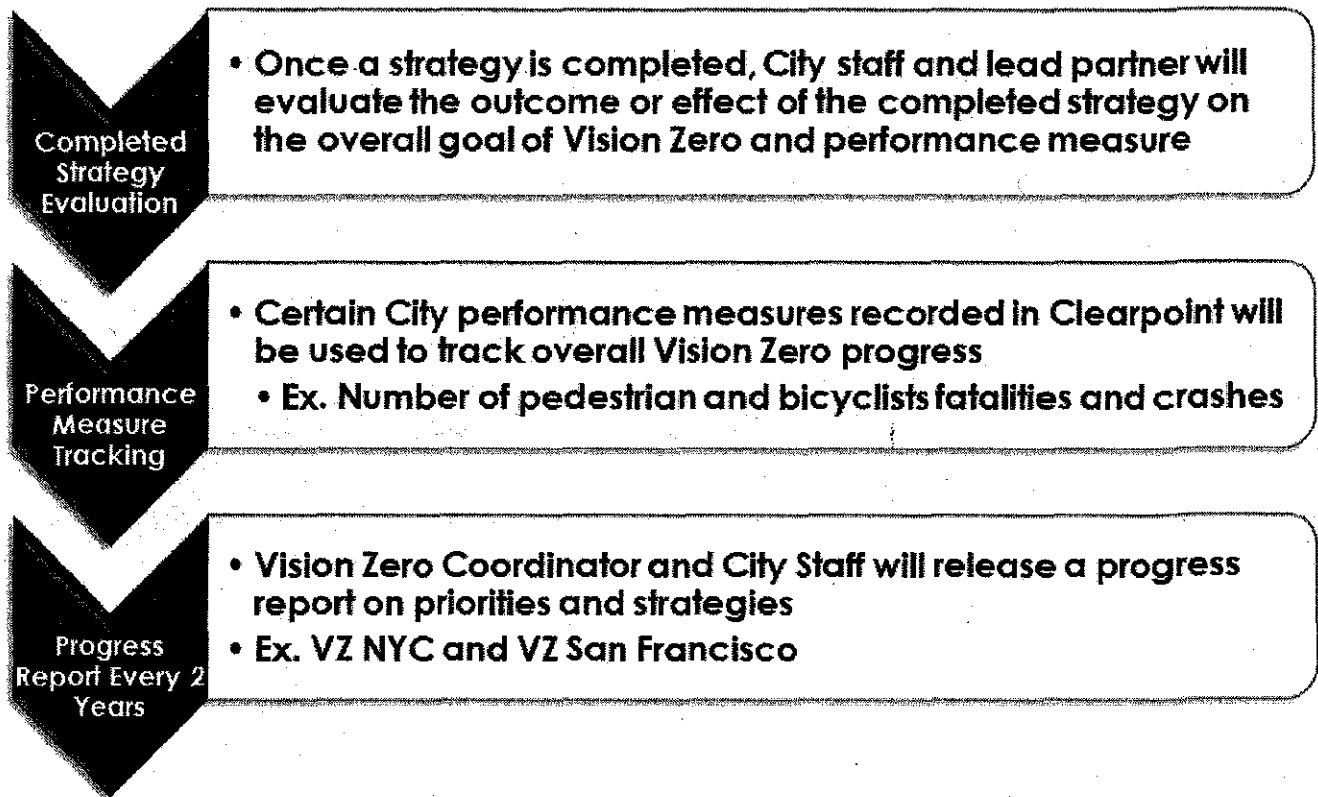 Completed
Strategy
Evaluation
• Once a strategy is completed, City staff and lead partner will
evaluate the outcome or effect of the completed strategy on
the overall goal of Vision Zero and performance measure
Performance
Measure
Tracking
• Certain City performance measures recorded in Clearpoint will
be used to track overall Vision Zero progress
• Ex. Number of pedestrian and bicyclists fatalities and crashes
Progress
Report Every 2
Years
• Vision Zero Coordinator and City Staff will release a progress
report on priorities and strategies
• Ex. VZ NYC and VZ San Francisco